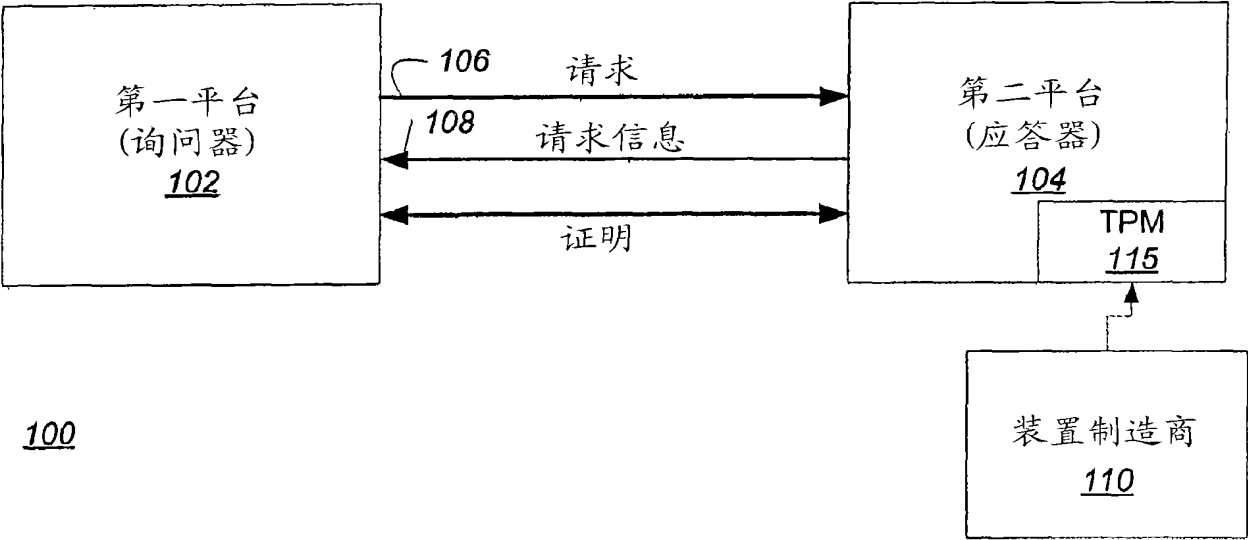 第一平台
(询问器)
102
106
请求
108
请求信息
证明
第二平台
(应答器)
104
TPM
115
装置制造商
110
100